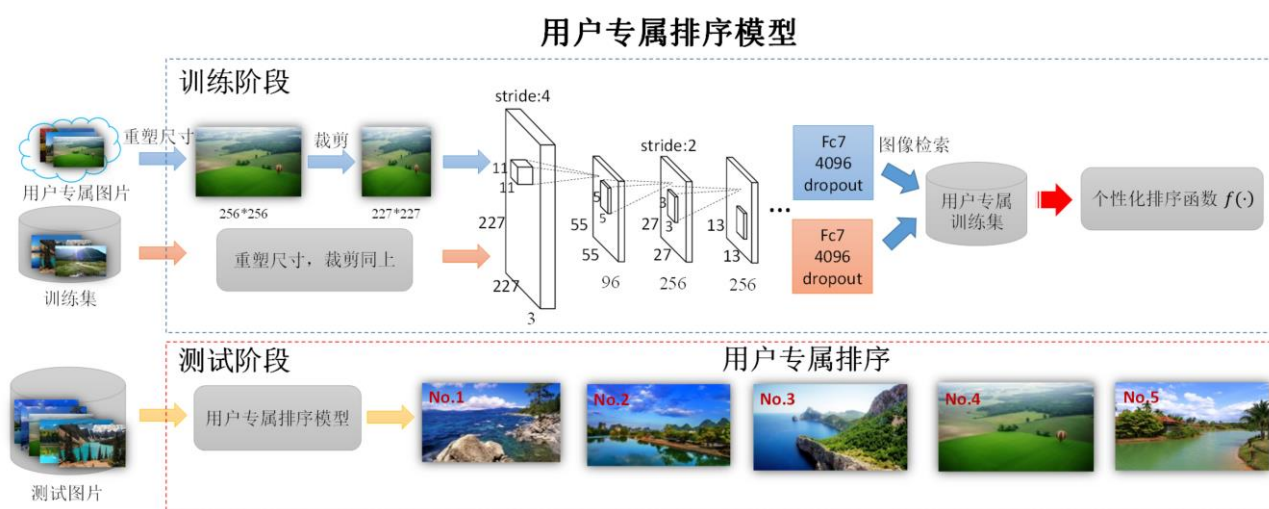 用户专属排序模型
训练阶段
用户专属图片
训练集
重塑尺寸
256*256
裁剪
227*227
重塑尺寸，裁剪同上
stride:4
11
11
227
227
3
5
5
55
55
96
stride:2
3
3
27
27
256
13
13
256
...
Fc7
4096
dropout
Fc7
4096
dropout
图像检索
用户专属
训练集
个性化排序函数 f(·)
测试阶段
用户专属排序
测试图片
用户专属排序模型
No.1
No.2
No.3
No.4
No.5